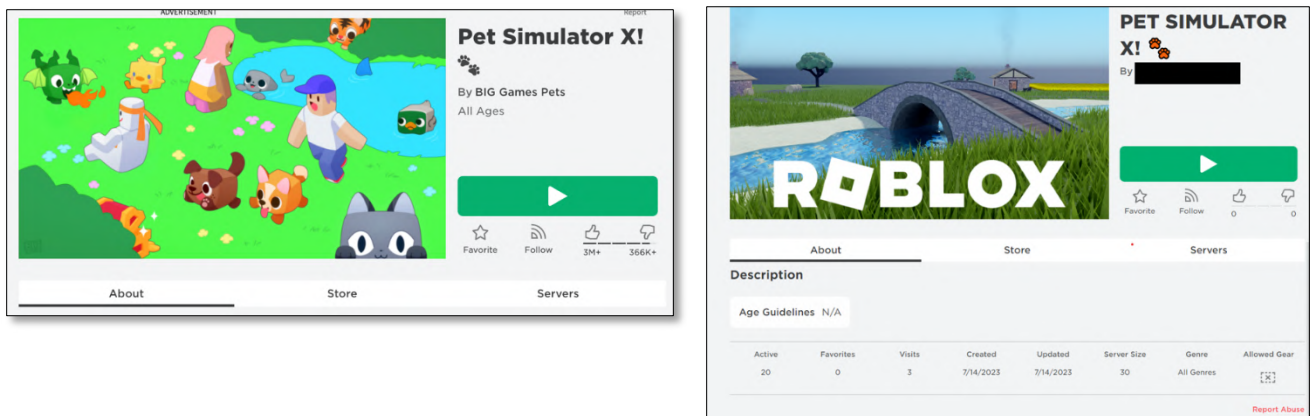 ADVERTISEMENT
Report
Pet Simulator X!
By BIG Games Pets
All Ages
Favorite
Follow
3M+
366K+
About
Store
Servers
PET SIMULATOR
X!
By
ROBLOX
Favorite
Follow
0
0
About
Store
Servers
Description
Age Guidelines N/A
Active Favorites Visits Created Updated Server Size Genre Allowed Gear
20 0 3 7/14/2023 7/14/2023 30 All Genres
Report Abuse